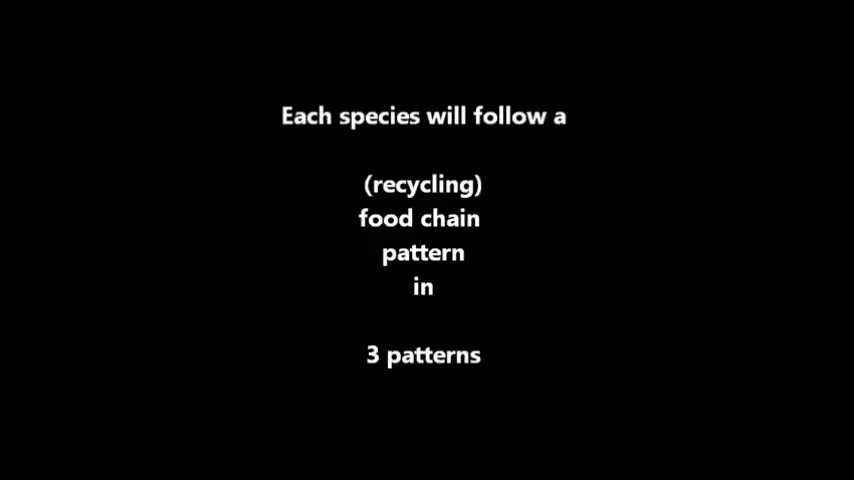 Each species will follow a
(recycling)
food chain
pattern
in
3 patterns